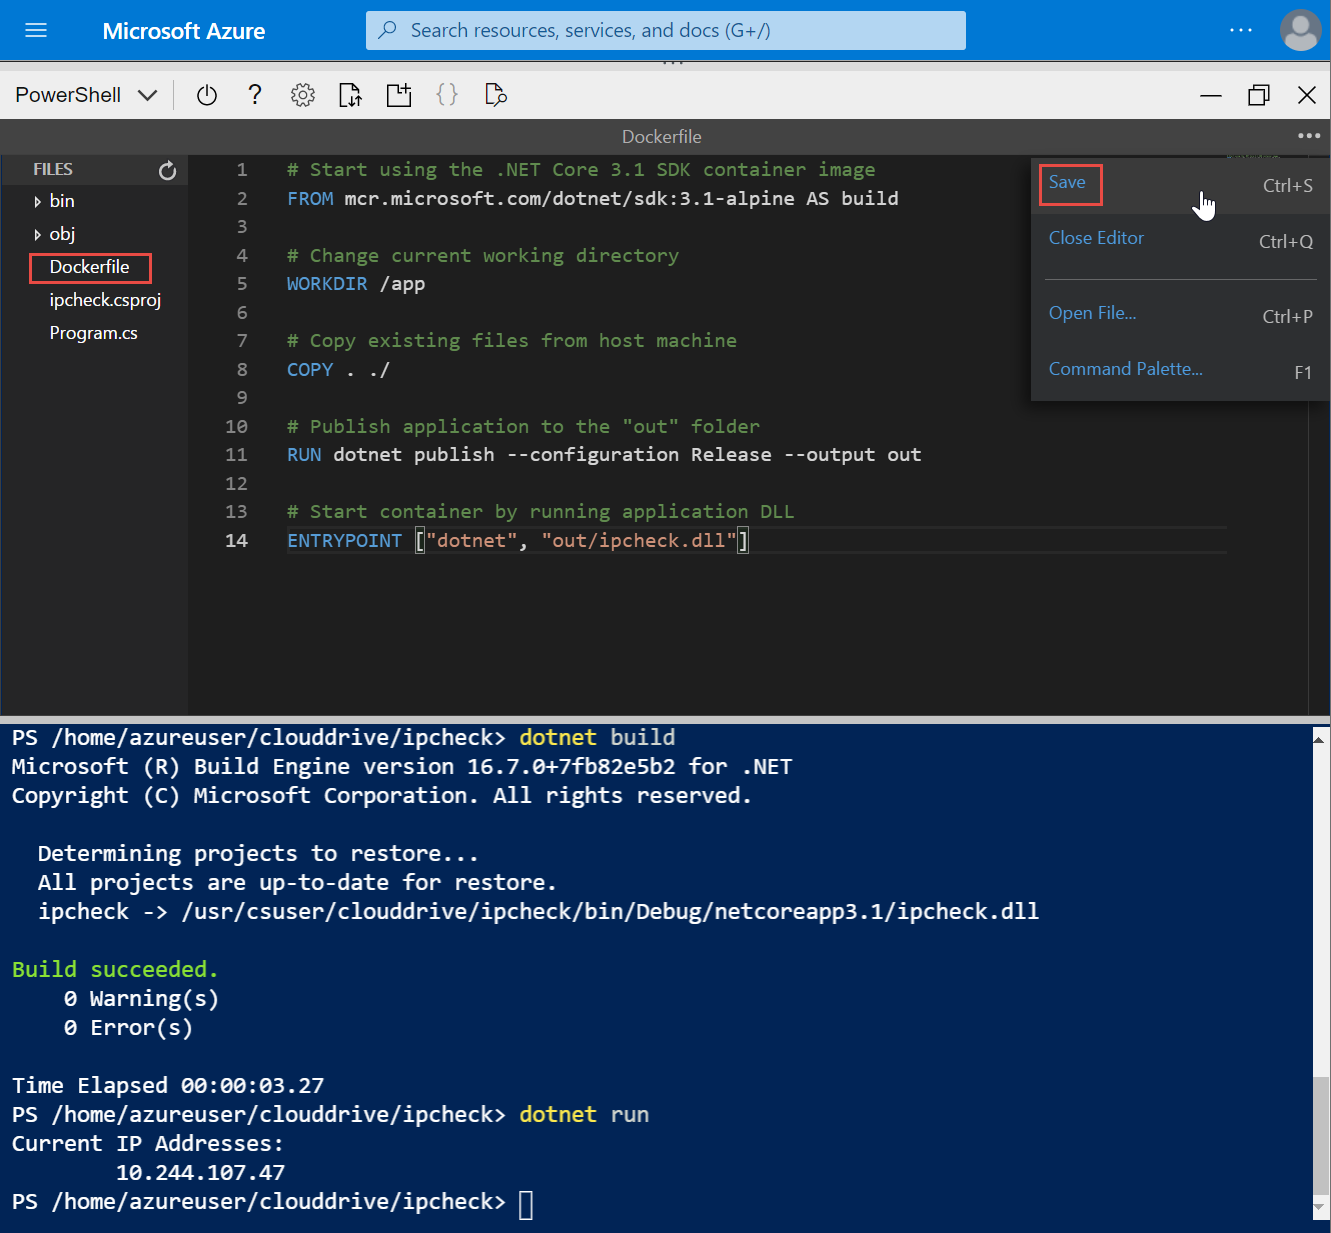 Microsoft Azure
Search resources, services, and docs (G+/)
PowerShell
?
{}
Dockerfile
FILES
bin
obj
Dockerfile
ipcheck.csproj
Program.cs
1 # Start using the .NET Core 3.1 SDK container image
2 FROM mcr.microsoft.com/dotnet/sdk:3.1-alpine AS build
3
4 # Change current working directory
5 WORKDIR /app
6
7 # Copy existing files from host machine
8 COPY . ./
9
10 # Publish application to the "out" folder
11 RUN dotnet publish --configuration Release --output out
12
13 # Start container by running application DLL
14 ENTRYPOINT ["dotnet", "out/ipcheck.dll"]
Save Ctrl+S
Close Editor Ctrl+Q
Open File... Ctrl+P
Command Palette... F1
PS /home/azureuser/clouddrive/ipcheck> dotnet build
Microsoft (R) Build Engine version 16.7.0+7fb82e5b2 for .NET
Copyright (C) Microsoft Corporation. All rights reserved.
Determining projects to restore...
All projects are up-to-date for restore.
ipcheck -> /usr/csuser/clouddrive/ipcheck/bin/Debug/netcoreapp3.1/ipcheck.dll
Build succeeded.
0 Warning(s)
0 Error(s)
Time Elapsed 00:00:03.27
PS /home/azureuser/clouddrive/ipcheck> dotnet run
Current IP Addresses:
10.244.107.47
PS /home/azureuser/clouddrive/ipcheck>